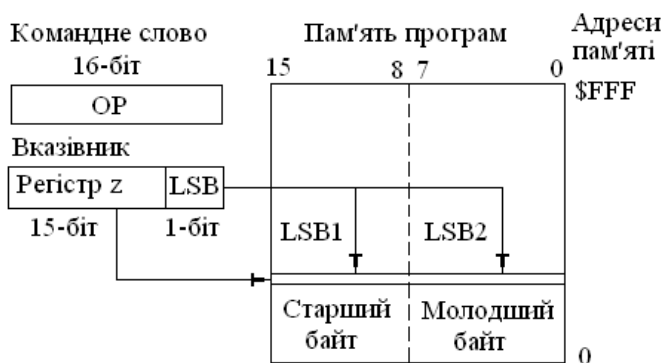 Командне слово
16-біт
ОР
Вказівник
Регістр z
LSB
15-біт
1-біт
Пам'ять програм
15
8
7
0
LSB1
LSB2
Старший
байт
Молодший
байт
Адреси
пам'яті
$FFF
0